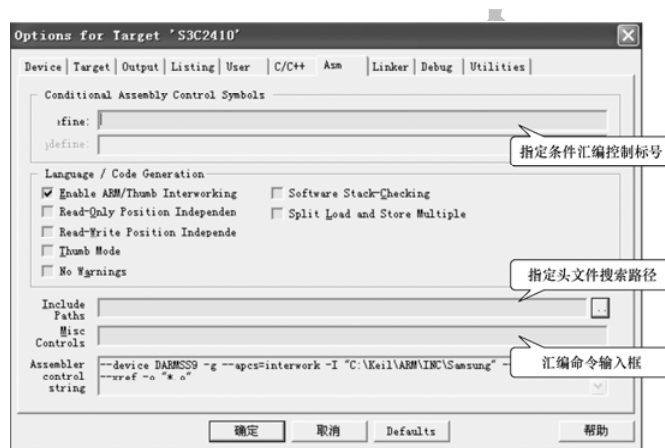 Options for Target 'S3C2410'
Device Target Output Listing User C/C++ Asm Linker Debug Utilities
Conditional Assembly Control Symbols
efine:
ndefine:
指定条件汇编控制标号
Language / Code Generation
Enable ARM/Thumb Interworking
Software Stack-Checking
Read-Only Position Independen
Split Load and Store Multiple
Read-Write Position Independe
Thumb Mode
No Warnings
指定头文件搜索路径
Include
Paths
..
Misc
Controls
汇编命令输入框
Assembler
control
string
--device DARMSS9 -g --apcs=interwork -I "C:\Keil\ARM\INC\Samsung" --
--xref -o "*.o"
确定 取消 Defaults 帮助